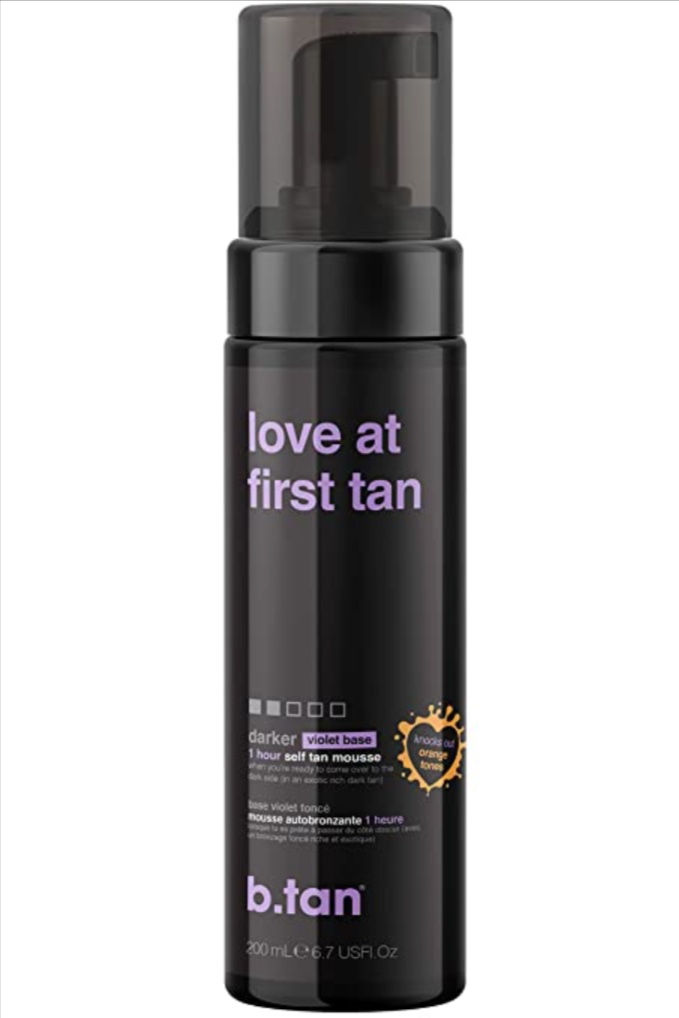 love at
first tan
darker violet base
1 hour self tan mousse
when you're ready to come over to the
dark side (in an exotic rich dark tan)
knocks out
orange
tones
base violet foncé
mousse autobronzante 1 heure
lorsque tu es prête à passer du côté obscur (avec
un bronzage foncé riche et exotique)
b.tan
200 mL ℮ 6.7 USFl.Oz